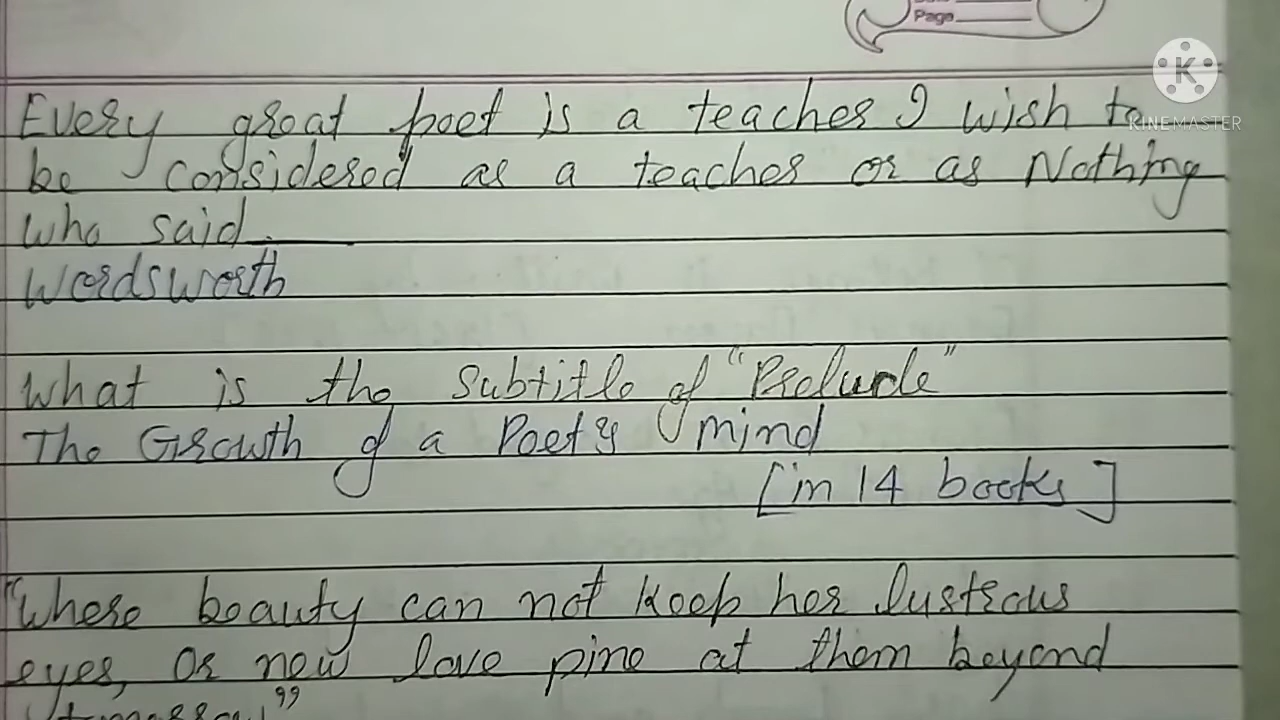 Page
K
KINEMASTER
Every great poet is a teacher I wish to
be considered as a teacher or as Nothing
who said.
Wordsworth
What is the Subtitle of "Prelude"
The Growth of a Poet's mind
[in 14 books]
"Where beauty can not keep her lustrous
eyes, Or new love pine at them beyond
tomorrow!"